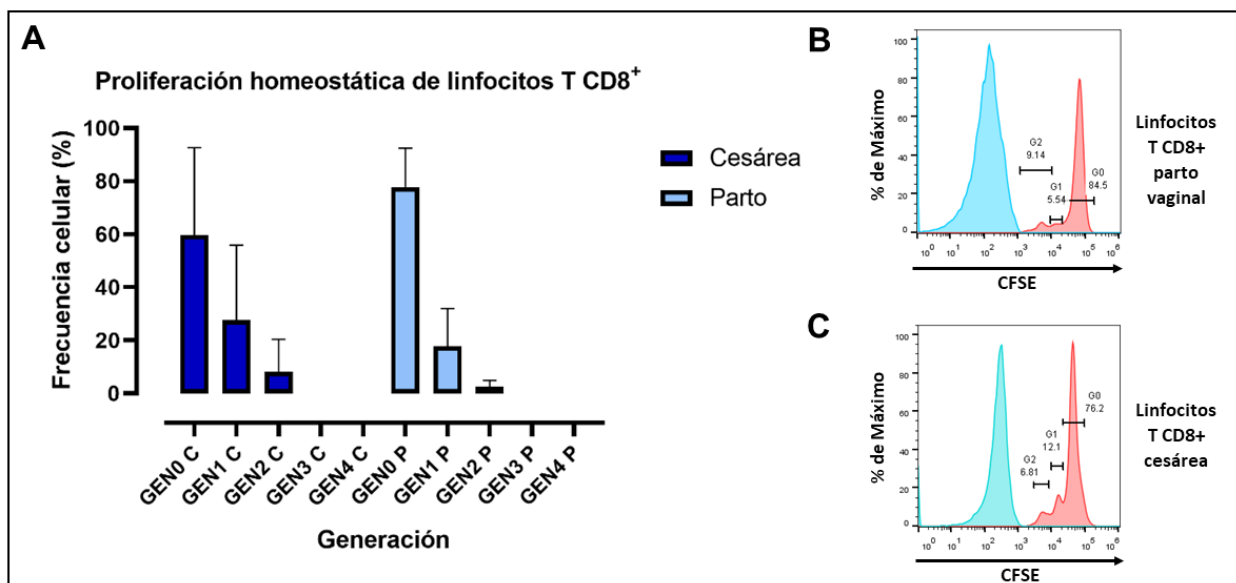 A
Proliferación homeostática de linfocitos T CD8+
Frecuencia celular (%)
100
80
60
40
20
0
GEN0 C
GEN1 C
GEN2 C
GEN3 C
GEN4 C
GEN0 P
GEN1 P
GEN2 P
GEN3 P
GEN4 P
Generación
Cesárea
Parto
B
% de Máximo
100
80
60
40
20
0
G2
9.14
G1
5.54
G0
84.5
10^0
10^1
10^2
10^3
10^4
10^5
10^6
CFSE
Linfocitos
T CD8+
parto
vaginal
C
% de Máximo
100
80
60
40
20
0
G2
6.81
G1
12.1
G0
76.2
10^0
10^1
10^2
10^3
10^4
10^5
10^6
CFSE
Linfocitos
T CD8+
cesárea